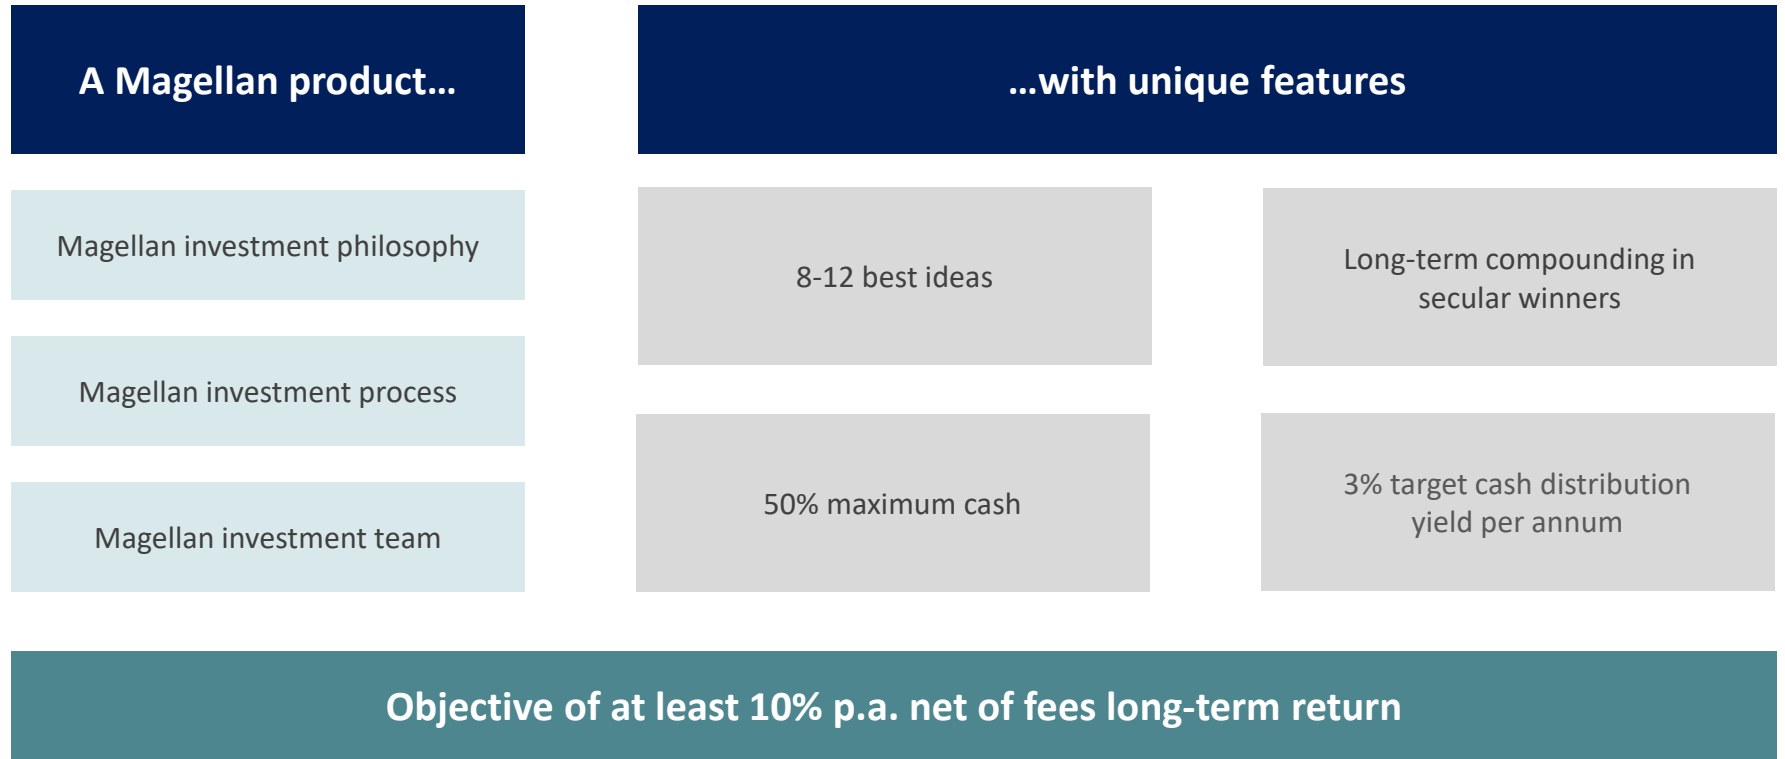 A Magellan product…
…with unique features
Magellan investment philosophy
Magellan investment process
Magellan investment team
8-12 best ideas
Long-term compounding in
secular winners
50% maximum cash
3% target cash distribution
yield per annum
Objective of at least 10% p.a. net of fees long-term return